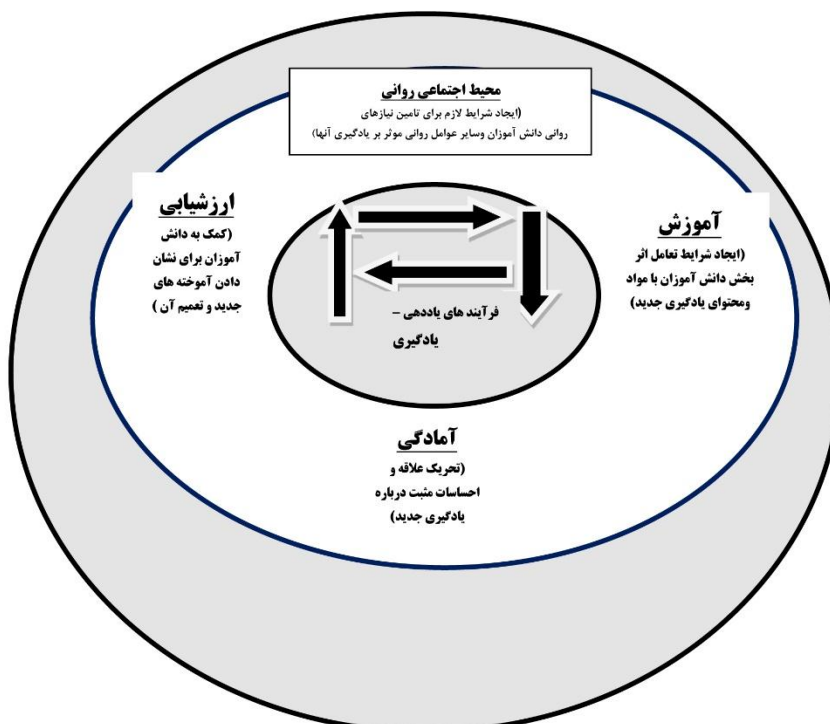 محیط اجتماعی روانی
(ایجاد شرایط لازم برای تامین نیازهای
روانی دانش آموزان وسایر عوامل روانی موثر بر یادگیری آنها)
آموزش
(ایجاد شرایط تعامل اثر
بخش دانش آموزان با مواد
ومحتوای یادگیری جدید)
ارزشیابی
(کمک به دانش
آموزان برای نشان
دادن آموخته های
جدید و تعمیم آن )
فرآیند های یاددهی –
یادگیری
آمادگی
(تحریک علاقه و
احساسات مثبت درباره
یادگیری جدید)